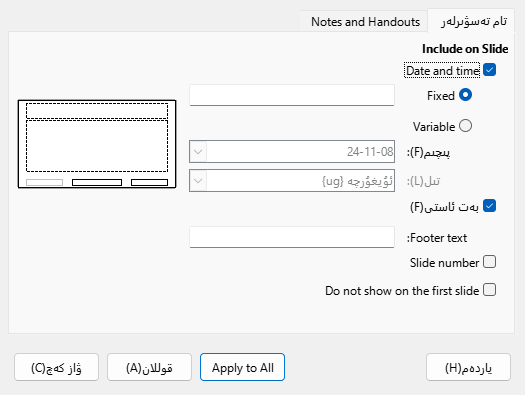 تام تەسۋىرلەر
Notes and Handouts
Include on Slide
Date and time
Fixed
Variable
پىچىم(F):
24-11-08
تىل(L):
ئۇيغۇرچە {ug}
بەت ئاستى(F)
Footer text:
Slide number
Do not show on the first slide
ياردەم(H)
Apply to All
قوللان(A)
ۋاز كەچ(C)